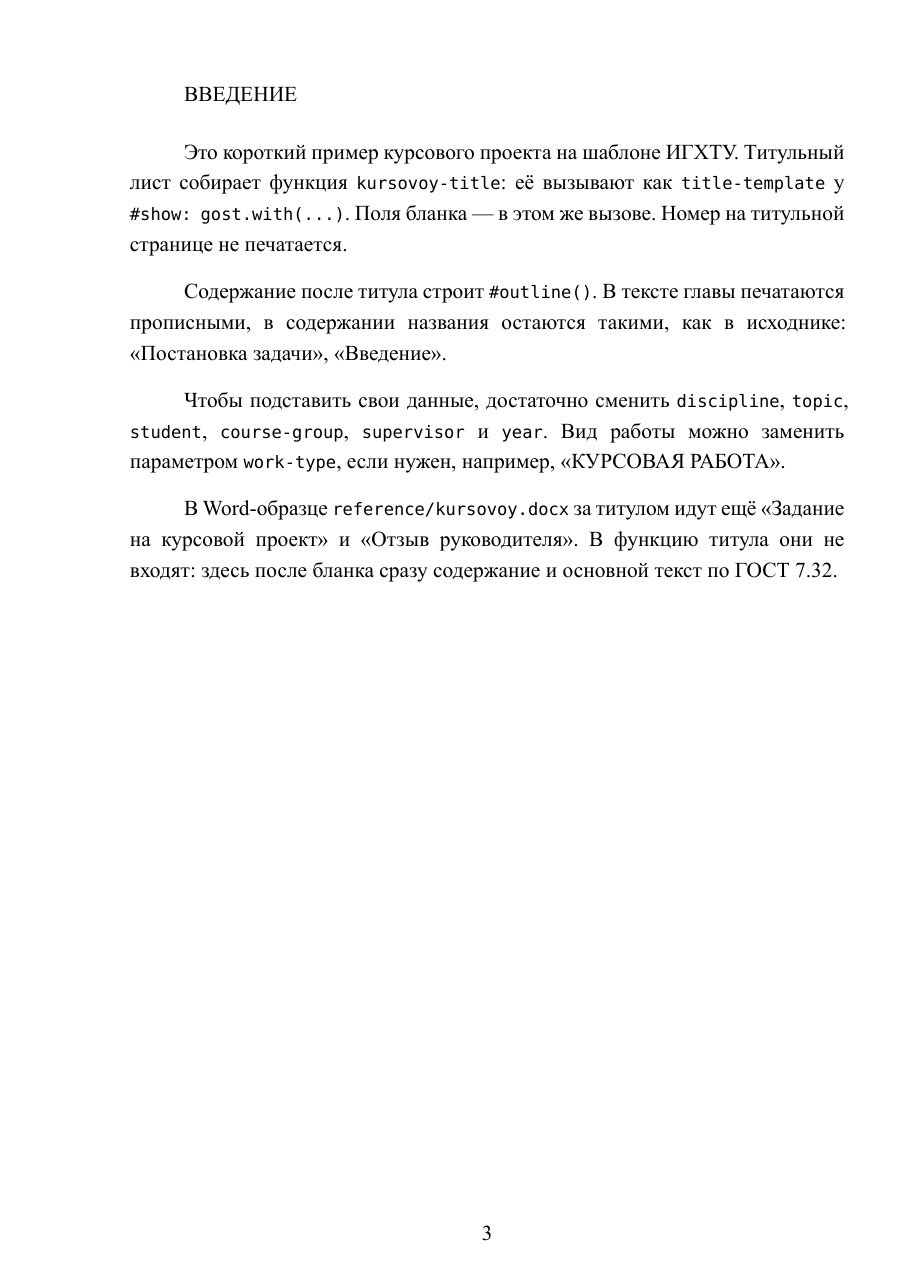 ВВЕДЕНИЕ
Это короткий пример курсового проекта на шаблоне ИГХТУ. Титульный
лист собирает функция kursovoy-title: её вызывают как title-template у
#show: gost.with(...). Поля бланка — в этом же вызове. Номер на титульной
странице не печатается.
Содержание после титула строит #outline(). В тексте главы печатаются
прописными, в содержании названия остаются такими, как в исходнике:
«Постановка задачи», «Введение».
Чтобы подставить свои данные, достаточно сменить discipline, topic,
student, course-group, supervisor и year. Вид работы можно заменить
параметром work-type, если нужен, например, «КУРСОВАЯ РАБОТА».
В Word-образце reference/kursovoy.docx за титулом идут ещё «Задание
на курсовой проект» и «Отзыв руководителя». В функцию титула они не
входят: здесь после бланка сразу содержание и основной текст по ГОСТ 7.32.
3